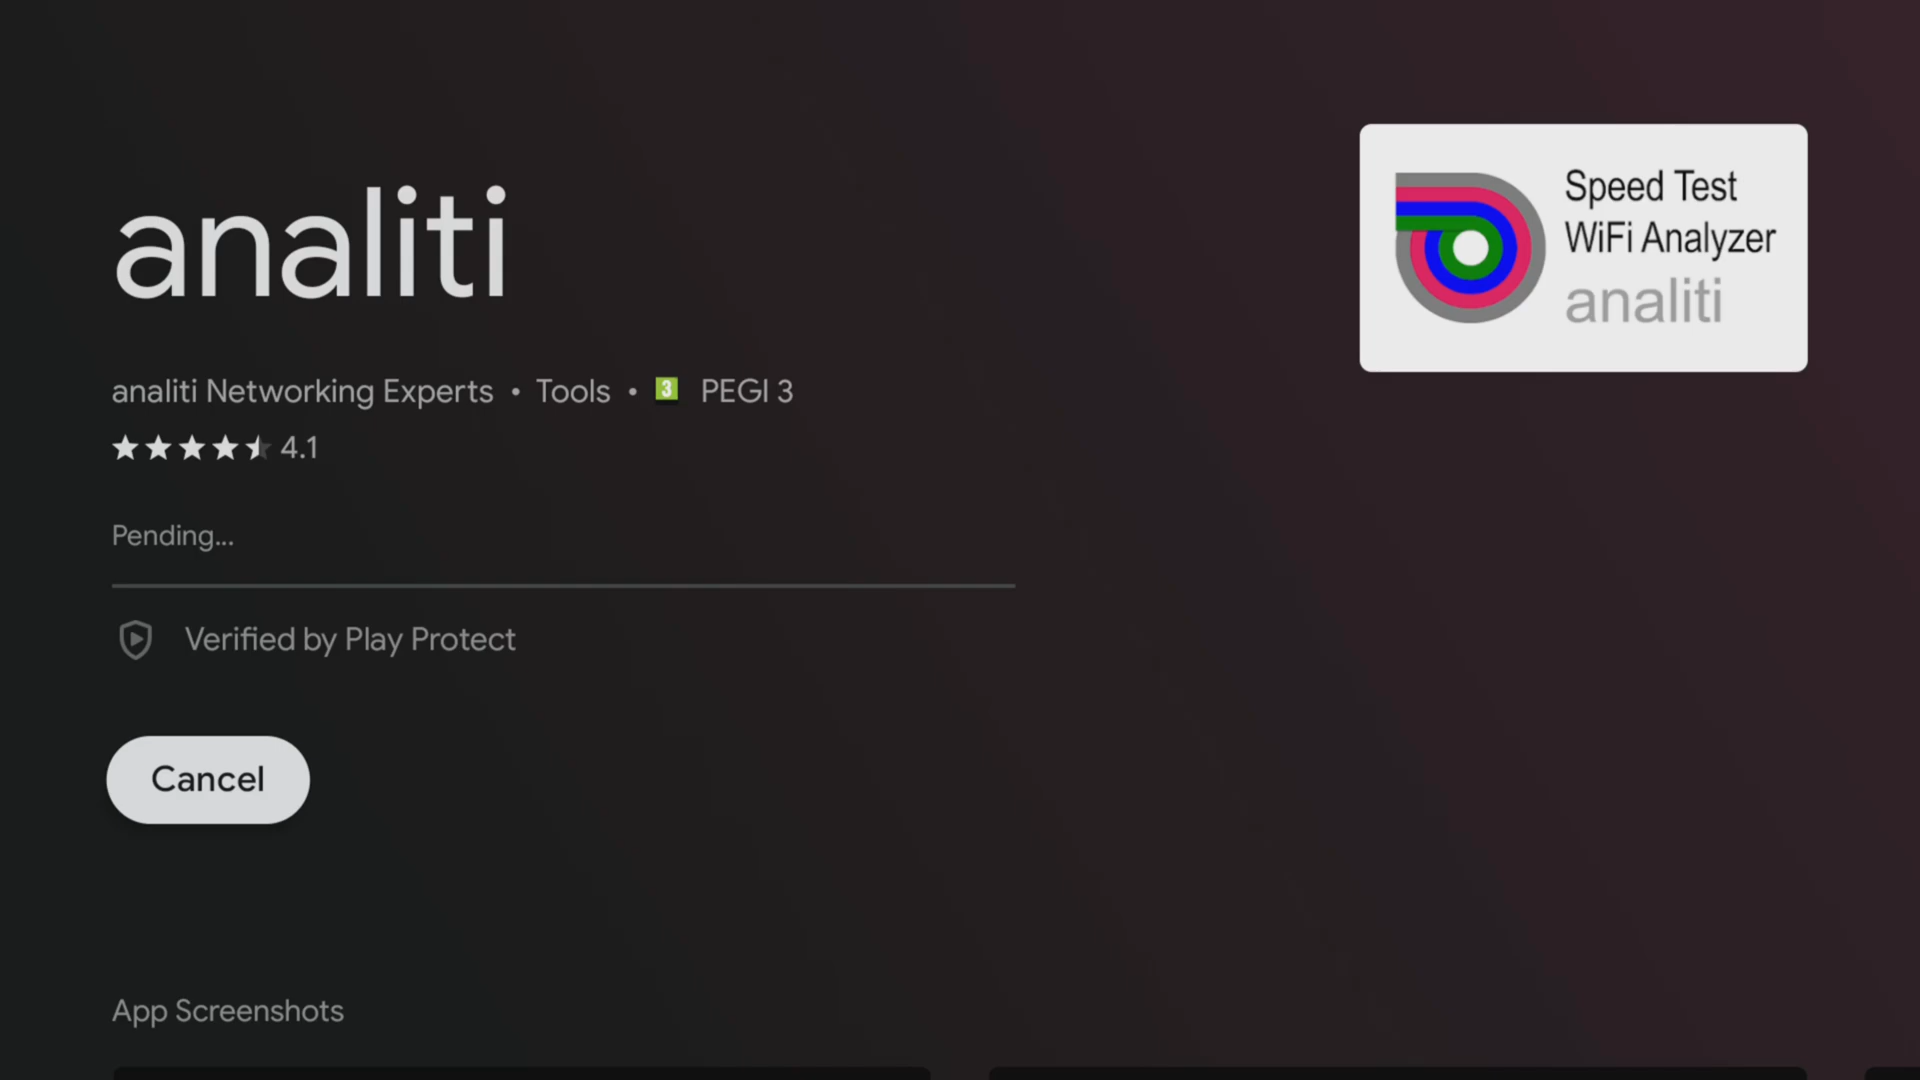 analiti
Speed Test
WiFi Analyzer
analiti
analiti Networking Experts • Tools • 3 PEGI 3
4.1
Pending...
Verified by Play Protect
Cancel
App Screenshots